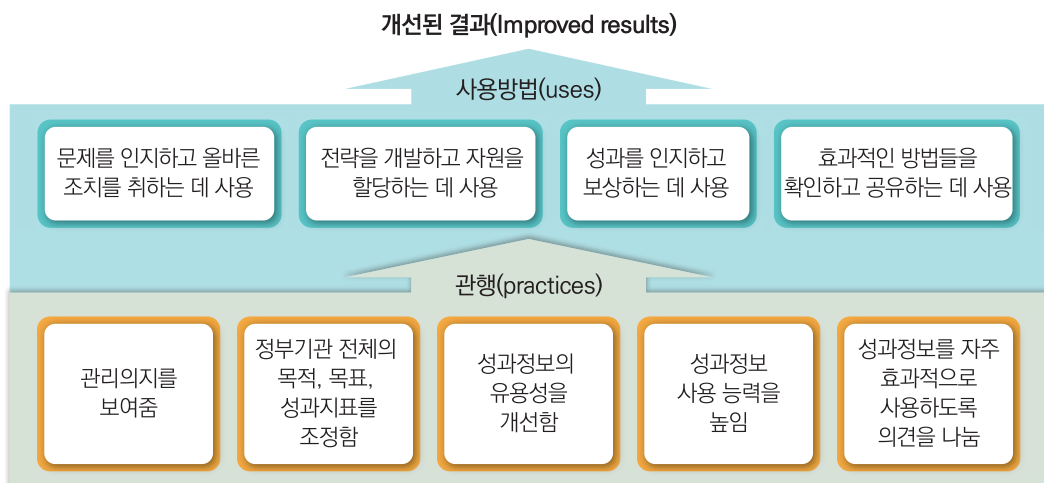 개선된 결과(Improved results)
사용방법(uses)
문제를 인지하고 올바른
조치를 취하는 데 사용
전략을 개발하고 자원을
할당하는 데 사용
성과를 인지하고
보상하는 데 사용
효과적인 방법들을
확인하고 공유하는 데 사용
관행(practices)
관리의지를
보여줌
정부기관 전체의
목적, 목표,
성과지표를
조정함
성과정보의
유용성을
개선함
성과정보
사용 능력을
높임
성과정보를 자주
효과적으로
사용하도록
의견을 나눔